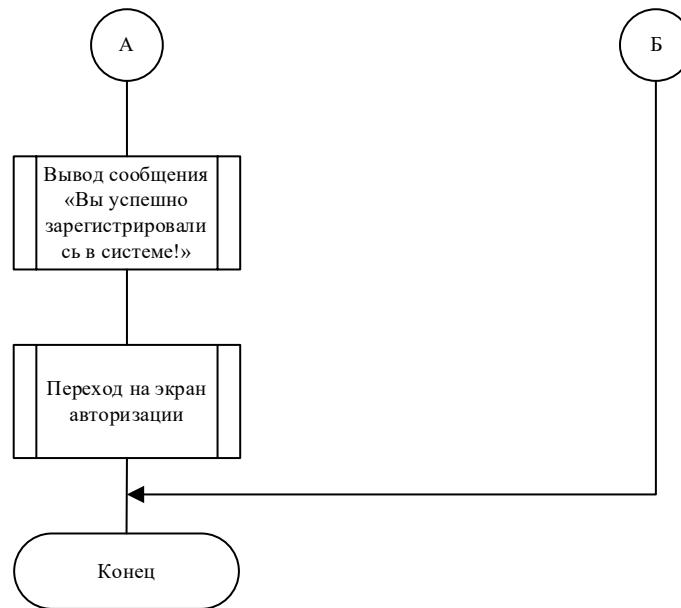 А
Б
Вывод сообщения
«Вы успешно
зарегистрировали
сь в системе!»
Переход на экран
авторизации
Конец